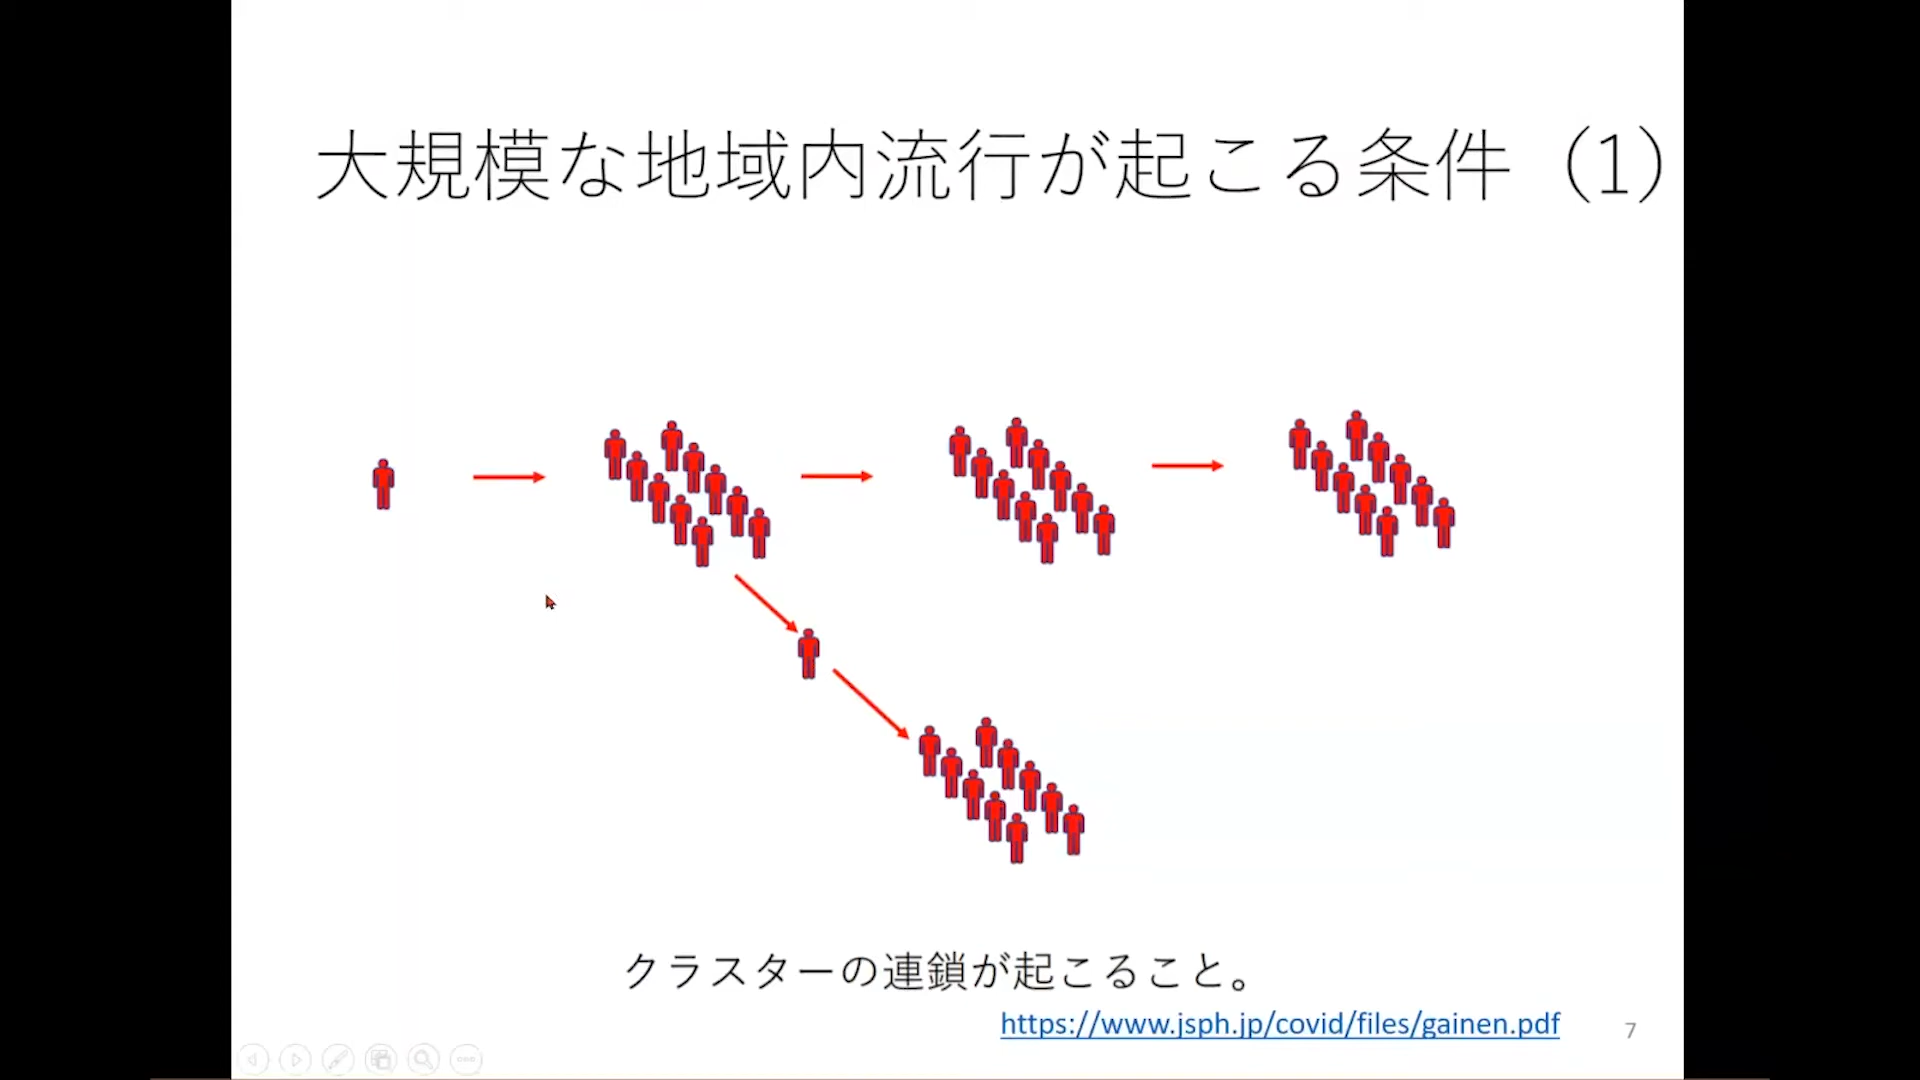 大規模な地域内流行が起こる条件（1）
クラスターの連鎖が起こること。
https://www.jsph.jp/covid/files/gainen.pdf
7